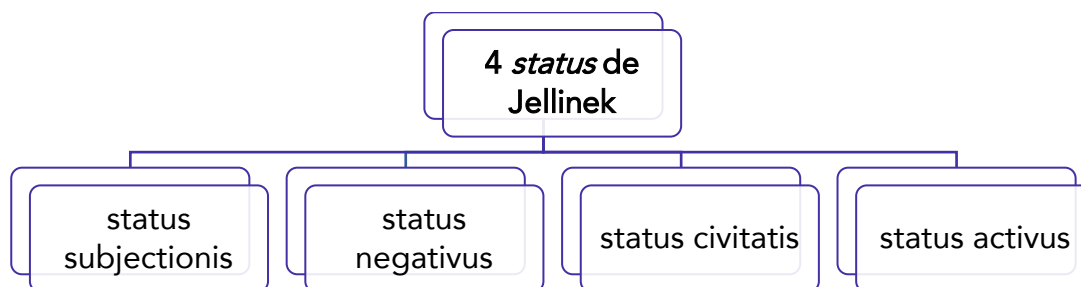 4 status de
Jellinek
status
subjectionis
status
negativus
status civitatis
status activus